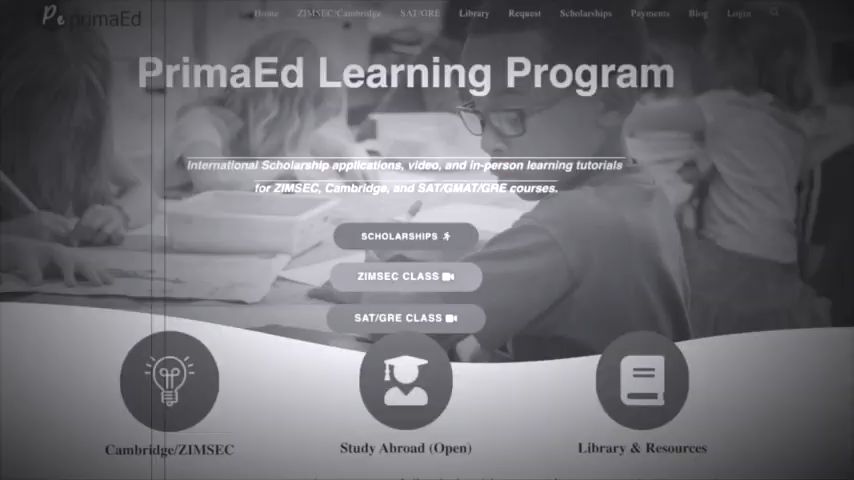 Pe primaEd
Home ZIMSEC/Cambridge SAT/GRE Library Request Scholarships Payments Blog Login
PrimaEd Learning Program
International Scholarship applications, video, and in-person learning tutorials
for ZIMSEC, Cambridge, and SAT/GMAT/GRE courses.
SCHOLARSHIPS
ZIMSEC CLASS
SAT/GRE CLASS
Cambridge/ZIMSEC
Study Abroad (Open)
Library & Resources